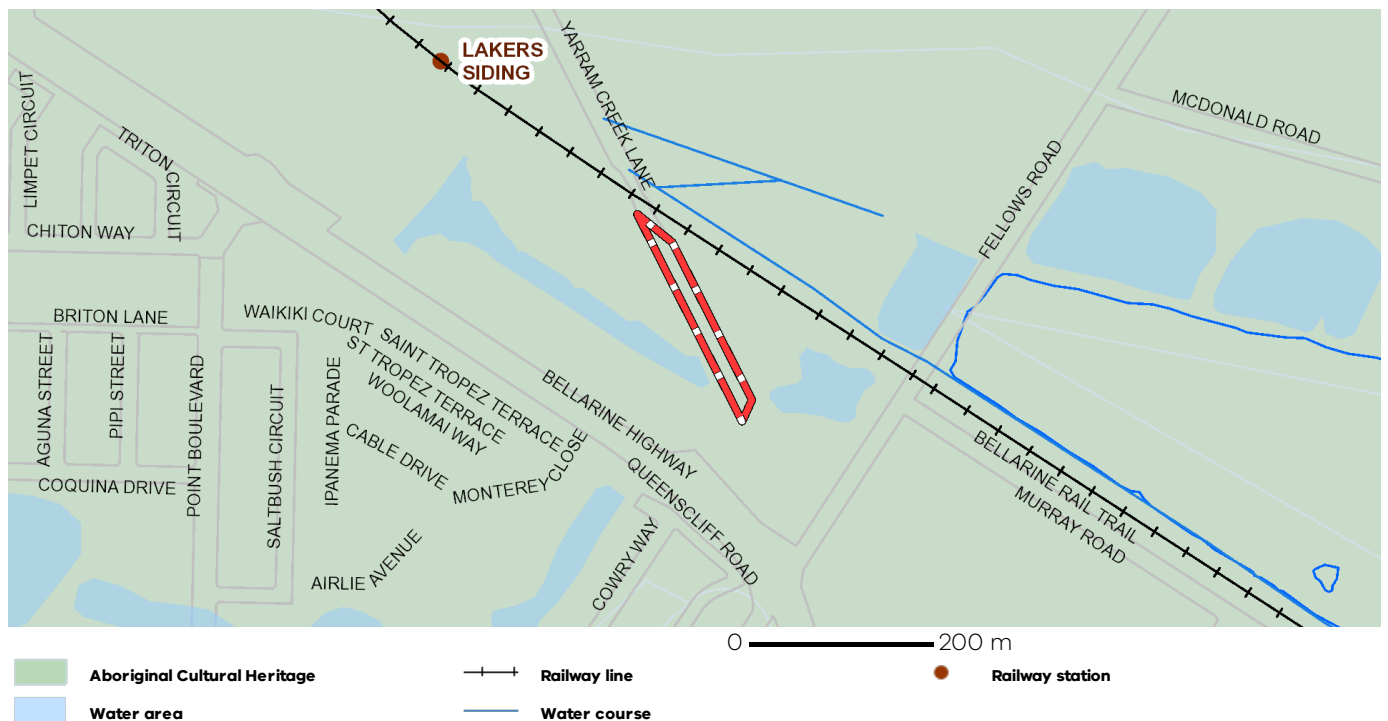 LAKERS
SIDING
YARRAM CREEK LANE
MCDONALD ROAD
LIMPET CIRCUIT
TRITON
CIRCUIT
FELLOWS ROAD
CHITON WAY
BRITON LANE
WAIKIKI COURT
SAINT TROPEZ TERRACE
ST TROPEZ TERRACE
WOOLAMAI WAY
BELLARINE HIGHWAY
AGUNA STREET
PIPI STREET
POINT BOULEVARD
SALTBUSH CIRCUIT
IPANEMA PARADE
CABLE DRIVE
MONTEREY
CLOSE
QUEENSCLIFF ROAD
BELLARINE RAIL TRAIL
MURRAY ROAD
COQUINA DRIVE
AIRLIE
AVENUE
COWRY WAY
0 200 m
Aboriginal Cultural Heritage
Railway line
Railway station
Water area
Water course